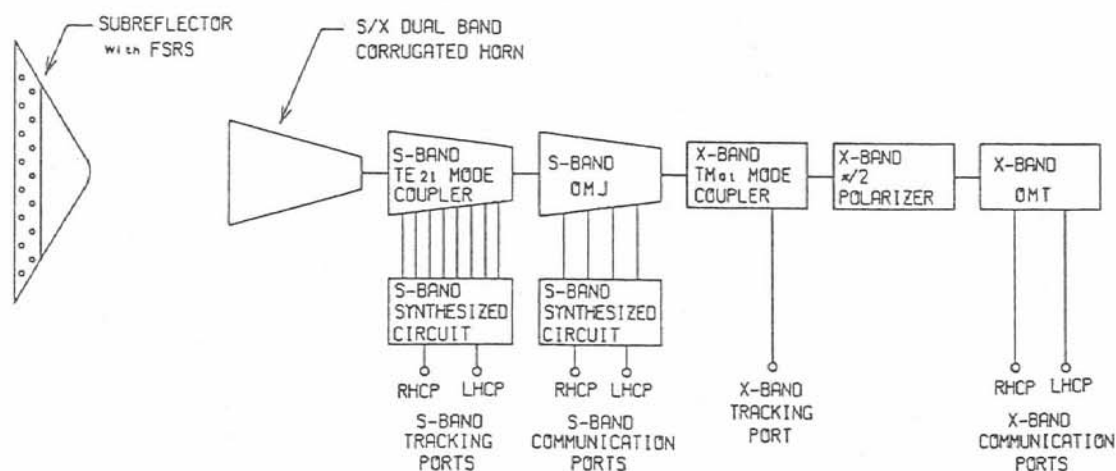 SUBREFLECTOR
with FSRS
S/X DUAL BAND
CORRUGATED HORN
S-BAND
TE21 MODE
COUPLER
S-BAND
OMJ
X-BAND
TM01 MODE
COUPLER
X-BAND
π/2
POLARIZER
X-BAND
OMT
S-BAND
SYNTHESIZED
CIRCUIT
S-BAND
SYNTHESIZED
CIRCUIT
RHCP LHCP
S-BAND
TRACKING
PORTS
RHCP LHCP
S-BAND
COMMUNICATION
PORTS
X-BAND
TRACKING
PORT
RHCP LHCP
X-BAND
COMMUNICATION
PORTS